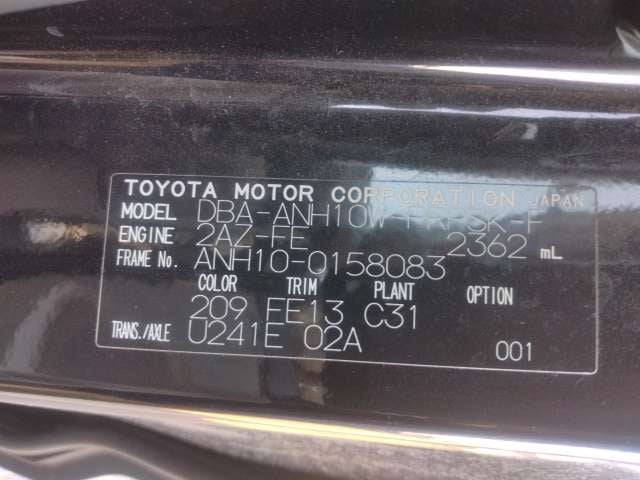 TOYOTA MOTOR CORPORATION JAPAN
MODEL DBA-ANH10W-PRPSK-F
ENGINE 2AZ-FE 2362 mL
FRAME No. ANH10-0158083
COLOR TRIM PLANT OPTION
209 FE13 C31
TRANS./AXLE U241E 02A 001